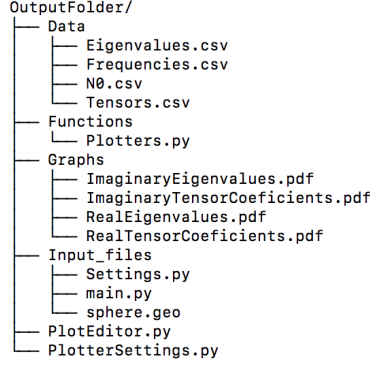 OutputFolder/
├── Data
│   ├── Eigenvalues.csv
│   ├── Frequencies.csv
│   ├── N0.csv
│   └── Tensors.csv
├── Functions
│   └── Plotters.py
├── Graphs
│   ├── ImaginaryEigenvalues.pdf
│   ├── ImaginaryTensorCoeficients.pdf
│   ├── RealEigenvalues.pdf
│   └── RealTensorCoeficients.pdf
├── Input_files
│   ├── Settings.py
│   ├── main.py
│   └── sphere.geo
├── PlotEditor.py
└── PlotterSettings.py